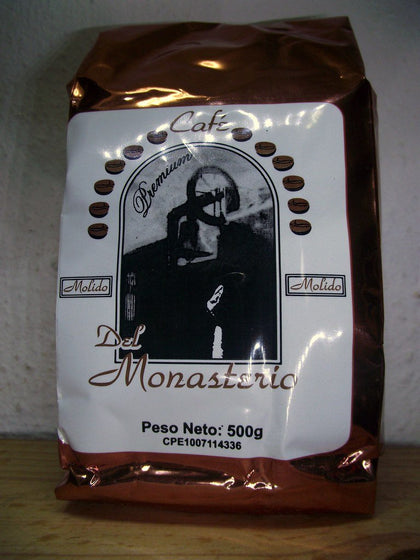 Café
Premium
Molido
Molido
Del
Monasterio
Peso Neto: 500g
CPE1007114336